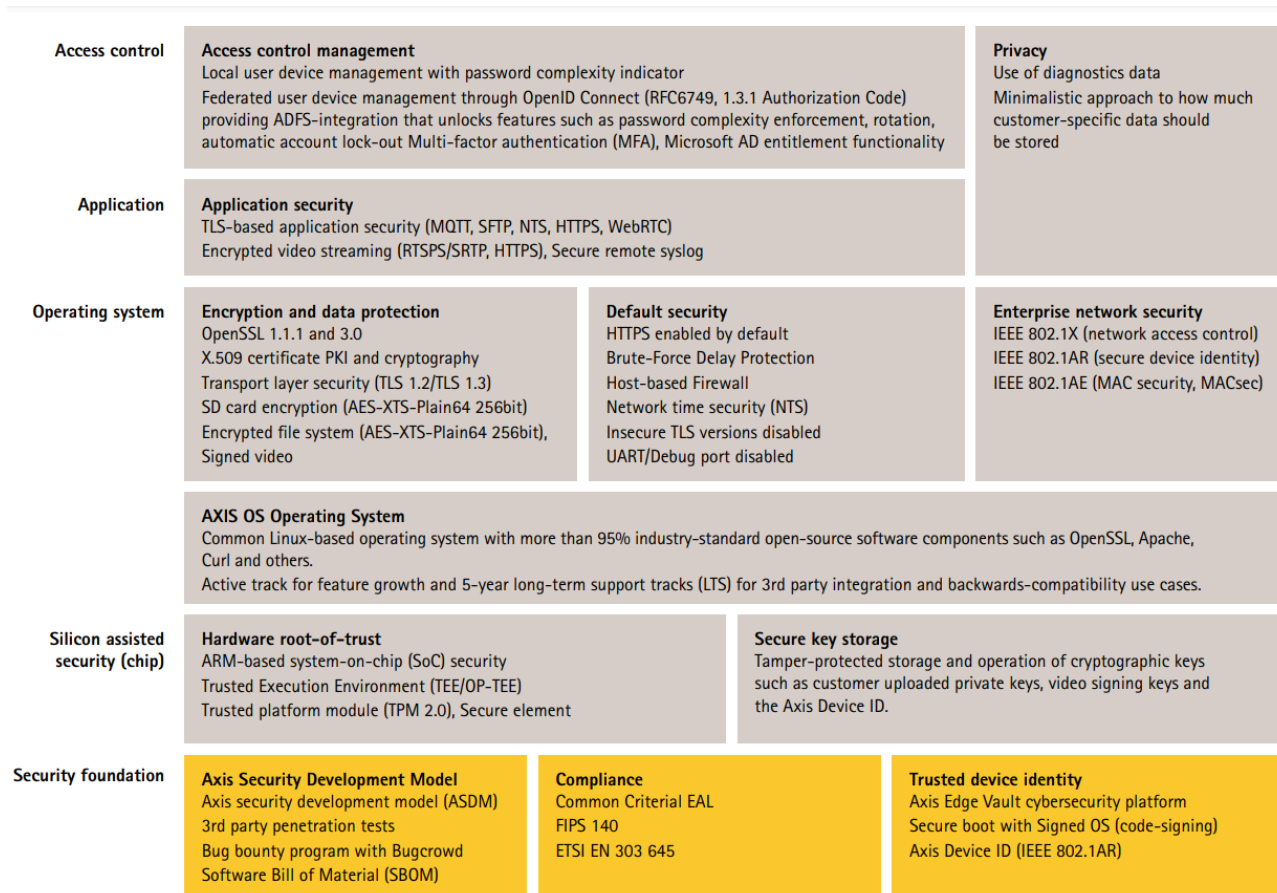 Access control
Access control management
Local user device management with password complexity indicator
Federated user device management through OpenID Connect (RFC6749, 1.3.1 Authorization Code)
providing ADFS-integration that unlocks features such as password complexity enforcement, rotation,
automatic account lock-out Multi-factor authentication (MFA), Microsoft AD entitlement functionality
Privacy
Use of diagnostics data
Minimalistic approach to how much
customer-specific data should
be stored
Application
Application security
TLS-based application security (MQTT, SFTP, NTS, HTTPS, WebRTC)
Encrypted video streaming (RTSPS/SRTP, HTTPS), Secure remote syslog
Operating system
Encryption and data protection
OpenSSL 1.1.1 and 3.0
X.509 certificate PKI and cryptography
Transport layer security (TLS 1.2/TLS 1.3)
SD card encryption (AES-XTS-Plain64 256bit)
Encrypted file system (AES-XTS-Plain64 256bit),
Signed video
Default security
HTTPS enabled by default
Brute-Force Delay Protection
Host-based Firewall
Network time security (NTS)
Insecure TLS versions disabled
UART/Debug port disabled
Enterprise network security
IEEE 802.1X (network access control)
IEEE 802.1AR (secure device identity)
IEEE 802.1AE (MAC security, MACsec)
AXIS OS Operating System
Common Linux-based operating system with more than 95% industry-standard open-source software components such as OpenSSL, Apache,
Curl and others.
Active track for feature growth and 5-year long-term support tracks (LTS) for 3rd party integration and backwards-compatibility use cases.
Silicon assisted
security (chip)
Hardware root-of-trust
ARM-based system-on-chip (SoC) security
Trusted Execution Environment (TEE/OP-TEE)
Trusted platform module (TPM 2.0), Secure element
Secure key storage
Tamper-protected storage and operation of cryptographic keys
such as customer uploaded private keys, video signing keys and
the Axis Device ID.
Security foundation
Axis Security Development Model
Axis security development model (ASDM)
3rd party penetration tests
Bug bounty program with Bugcrowd
Software Bill of Material (SBOM)
Compliance
Common Criterial EAL
FIPS 140
ETSI EN 303 645
Trusted device identity
Axis Edge Vault cybersecurity platform
Secure boot with Signed OS (code-signing)
Axis Device ID (IEEE 802.1AR)